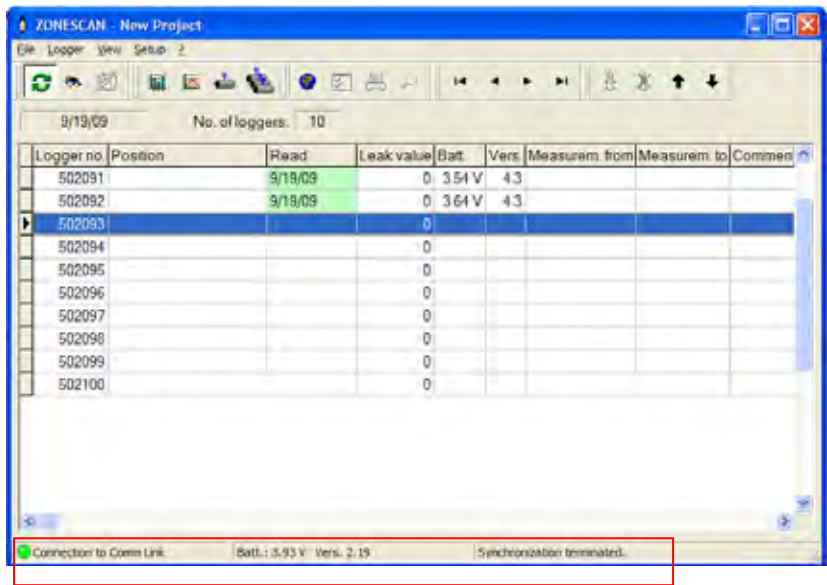 ZONESCAN - New Project
File Logger View Setup ?
9/19/09 No. of loggers: 10
Logger no. Position Read Leak value Batt. Vers. Measurem. from Measurem. to Commen
502091 9/19/09 0 3.54 V 4.3
502092 9/19/09 0 3.64 V 4.3
502093 0
502094 0
502095 0
502096 0
502097 0
502098 0
502099 0
502100 0
Connection to Comm Link Batt.: 3.93 V Vers. 2.19 Synchronization terminated.